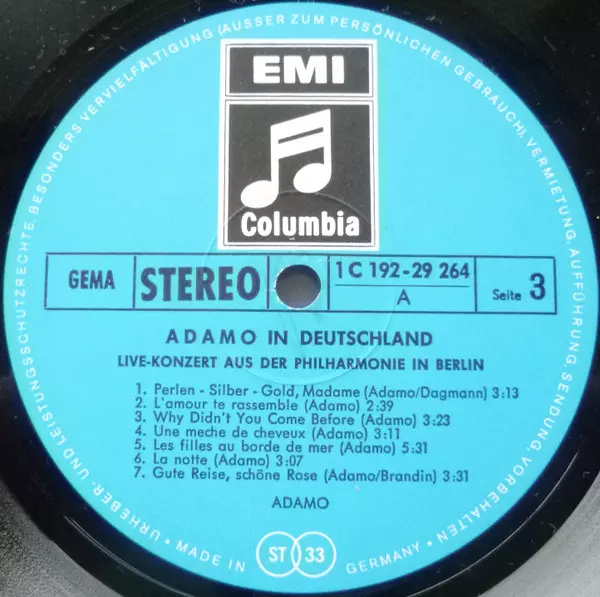 URHEBER- UND LEISTUNGSSCHUTZRECHTE, BESONDERS VERVIELFÄLTIGUNG (AUSSER ZUM PERSÖNLICHEN GEBRAUCH), VERMIETUNG, AUFFÜHRUNG, SENDUNG, VORBEHALTEN
EMI
Columbia
GEMA
STEREO
1 C 192-29 264
A
Seite 3
ADAMO IN DEUTSCHLAND
LIVE-KONZERT AUS DER PHILHARMONIE IN BERLIN
1. Perlen - Silber - Gold, Madame (Adamo/Dagmann) 3:13
2. L'amour te rassemble (Adamo) 2:39
3. Why Didn't You Come Before (Adamo) 3:23
4. Une meche de cheveux (Adamo) 3:11
5. Les filles au borde de mer (Adamo) 5:31
6. La notte (Adamo) 3:07
7. Gute Reise, schöne Rose (Adamo/Brandin) 3:31
ADAMO
• MADE IN GERMANY •
ST 33